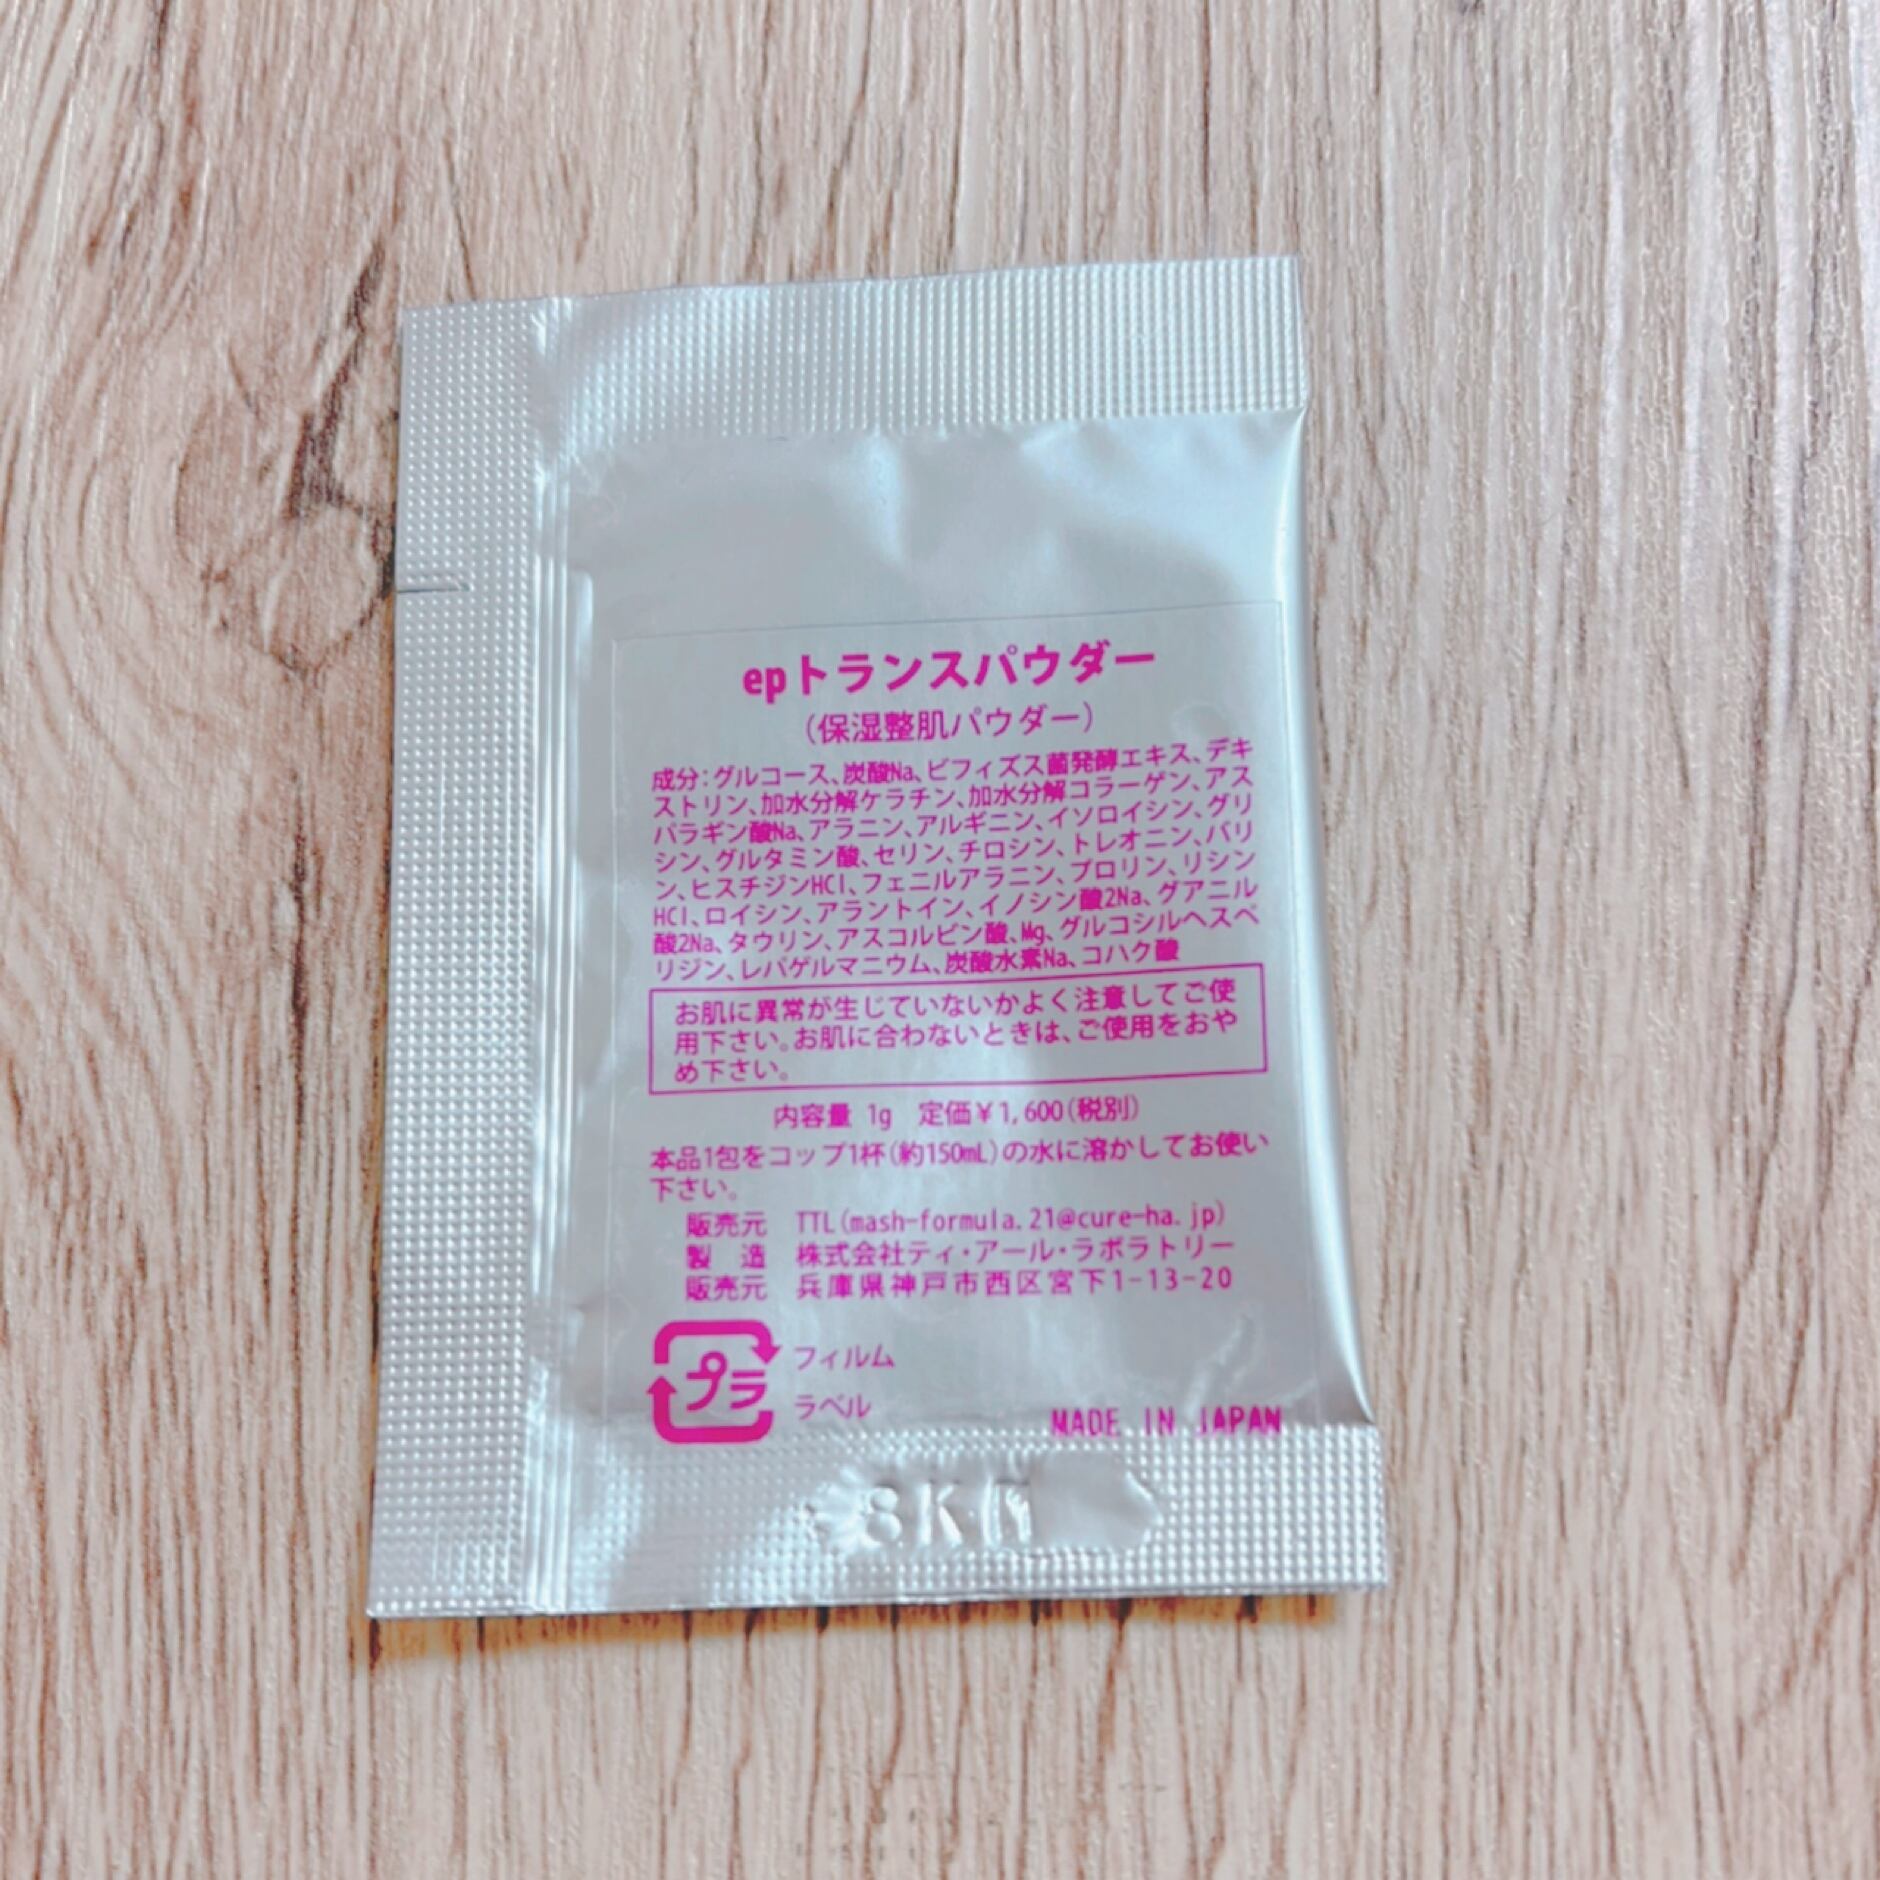 epトランスパウダー
(保湿整肌パウダー)
成分:グルコース、炭酸Na、ビフィズス菌発酵エキス、デキ
ストリン、加水分解ケラチン、加水分解コラーゲン、アス
パラギン酸Na、アラニン、アルギニン、イソロイシン、グリ
シン、グルタミン酸、セリン、チロシン、トレオニン、バリ
ン、ヒスチジンHCl、フェニルアラニン、プロリン、リシン
HCl、ロイシン、アラントイン、イノシン酸2Na、グアニル
酸2Na、タウリン、アスコルビン酸、Mg、グルコシルヘスペ
リジン、レパゲルマニウム、炭酸水素Na、コハク酸
お肌に異常が生じていないかよく注意してご使
用下さい。お肌に合わないときは、ご使用をおや
め下さい。
内容量 1g 定価¥1,600(税別)
本品1包をコップ1杯(約150mL)の水に溶かしてお使い
下さい。
販売元 TTL(mash-formula.21@cure-ha.jp)
製 造 株式会社ティ・アール・ラボラトリー
販売元 兵庫県神戸市西区宮下1-13-20
プラ
フィルム
ラベル
MADE IN JAPAN